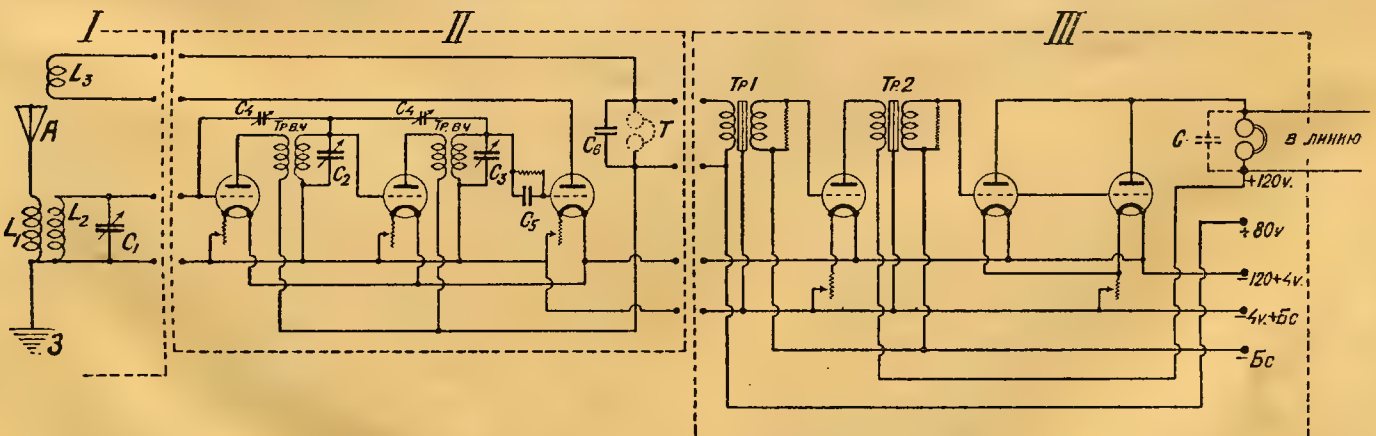 I
II
III
L3
A
L1
L2
C1
З
C4
C4
Тр.в.ч
Тр.в.ч
C2
C3
C5
C6
T
Тр1
Тр.2
C
в линию
+120v.
+80v
-120+4v.
-4v.+Бс
-Бс